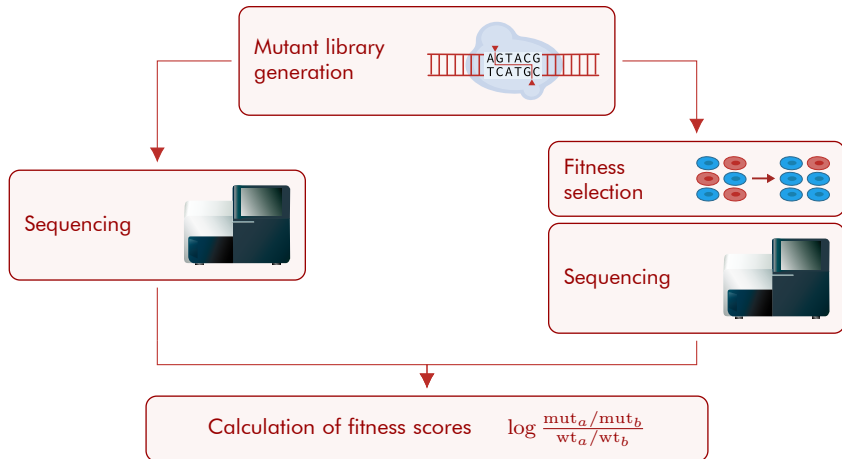 Mutant library
generation
AGTACG
TCATGC
Sequencing
Fitness
selection
Sequencing
Calculation of fitness scores log mut_a/mut_b
wt_a/wt_b